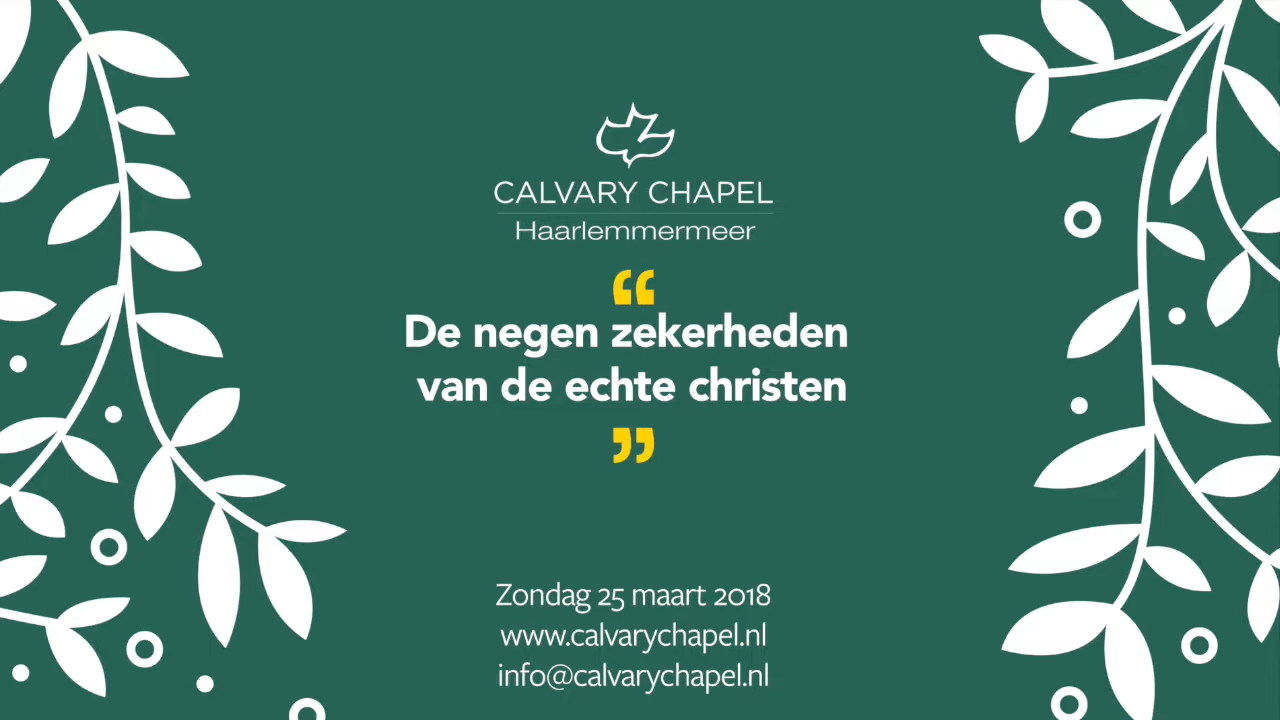 CALVARY CHAPEL
Haarlemmermeer
“
De negen zekerheden
van de echte christen
”
Zondag 25 maart 2018
www.calvarychapel.nl
info@calvarychapel.nl